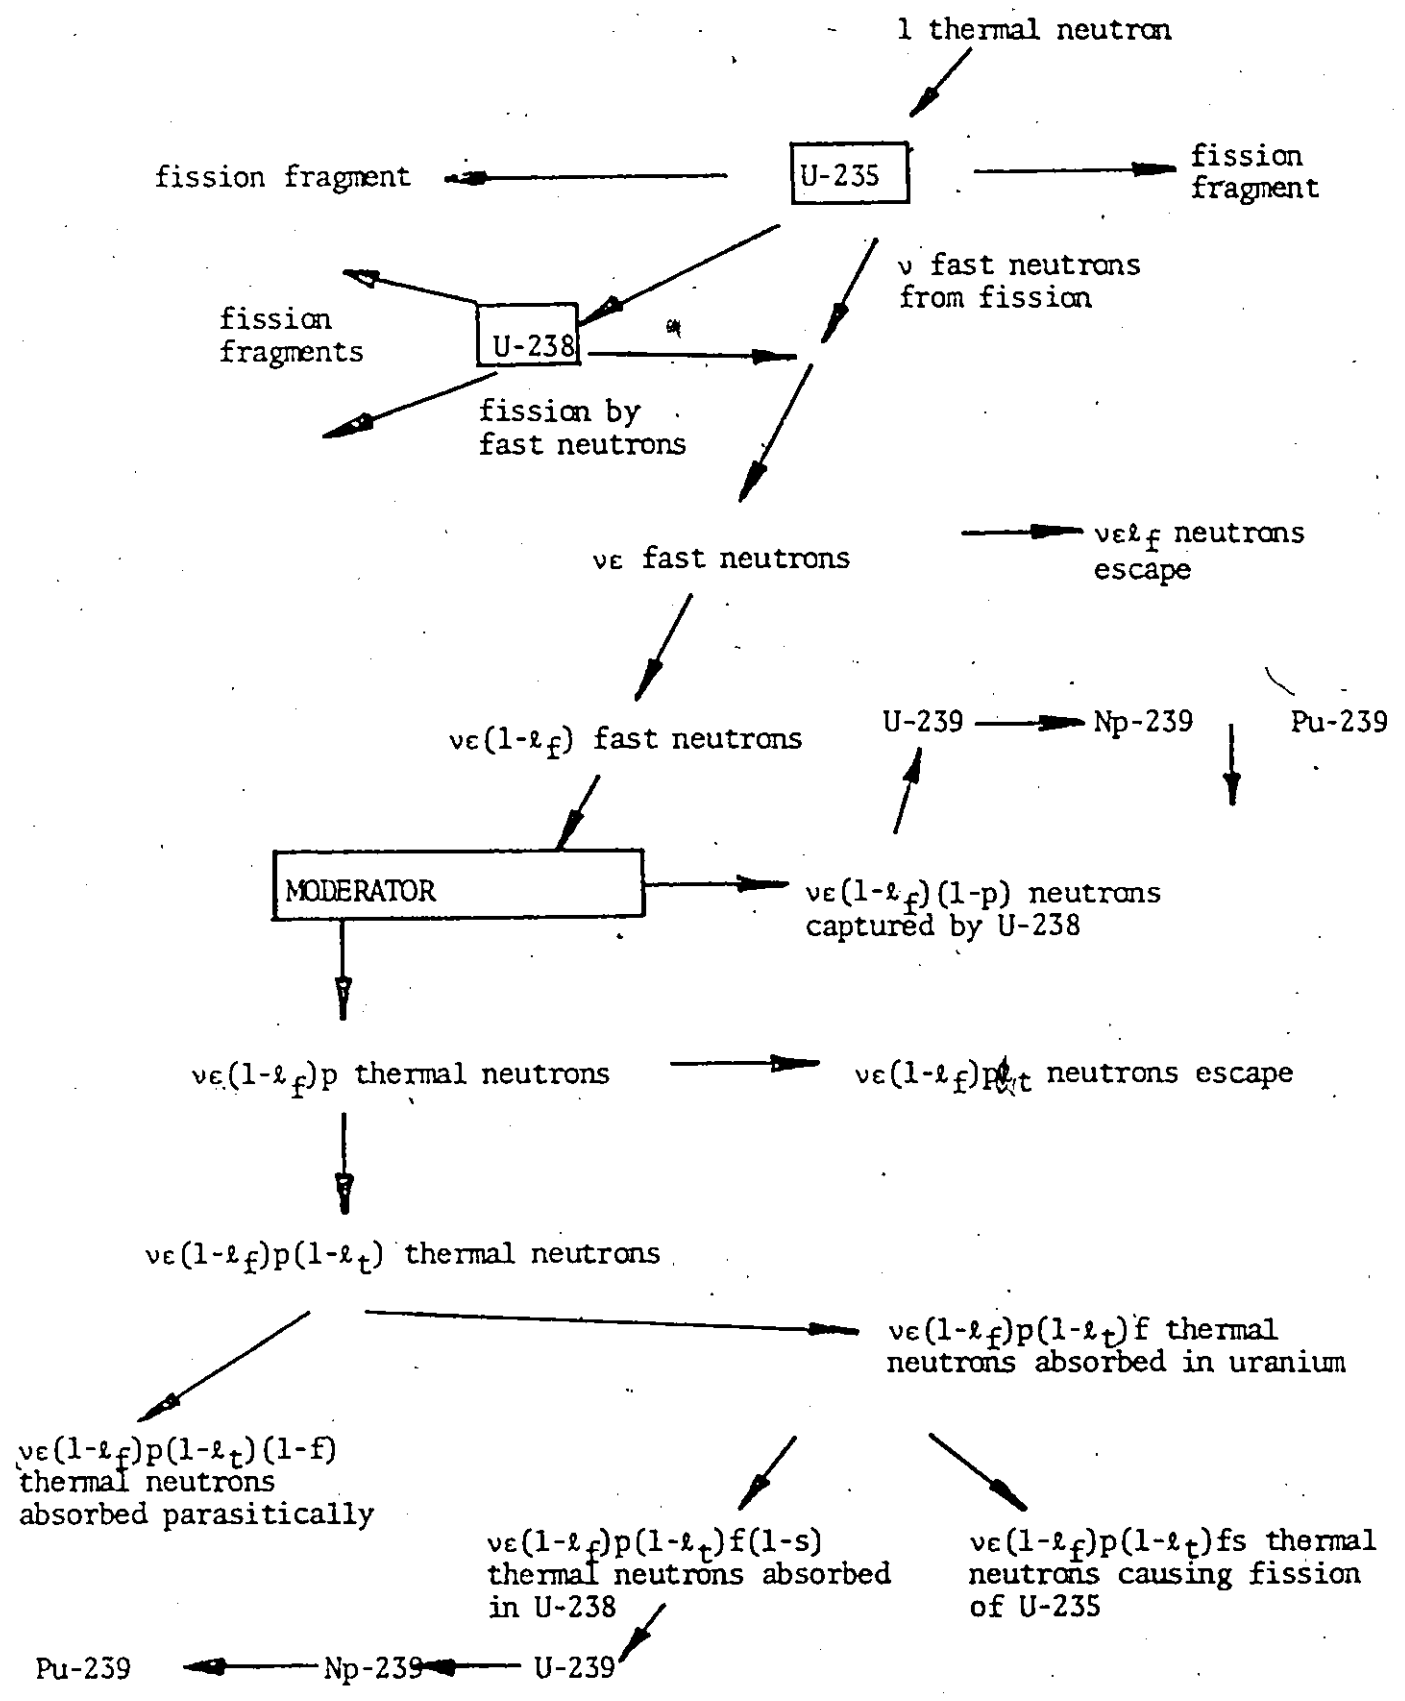 1 thermal neutron
fission fragment
U-235
fission
fragment
ν fast neutrons
from fission
fission
fragments
U-238
fission by
fast neutrons
νε fast neutrons
νεℓf neutrons
escape
νε(1-ℓf) fast neutrons
U-239
Np-239
Pu-239
MODERATOR
νε(1-ℓf)(1-p) neutrons
captured by U-238
νε(1-ℓf)p thermal neutrons
νε(1-ℓf)pℓt neutrons escape
νε(1-ℓf)p(1-ℓt) thermal neutrons
νε(1-ℓf)p(1-ℓt)f thermal
neutrons absorbed in uranium
νε(1-ℓf)p(1-ℓt)(1-f)
thermal neutrons
absorbed parasitically
νε(1-ℓf)p(1-ℓt)f(1-s)
thermal neutrons absorbed
in U-238
νε(1-ℓf)p(1-ℓt)fs thermal
neutrons causing fission
of U-235
Pu-239
Np-239
U-239